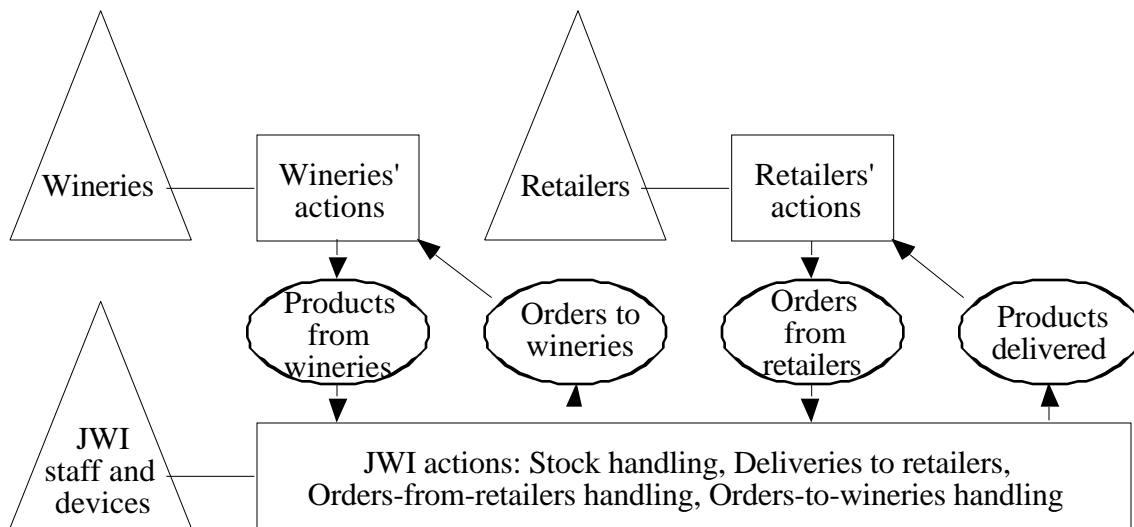 Wineries
Wineries'
actions
Retailers
Retailers'
actions
Products
from
wineries
Orders to
wineries
Orders
from
retailers
Products
delivered
JWI
staff and
devices
JWI actions: Stock handling, Deliveries to retailers,
Orders-from-retailers handling, Orders-to-wineries handling